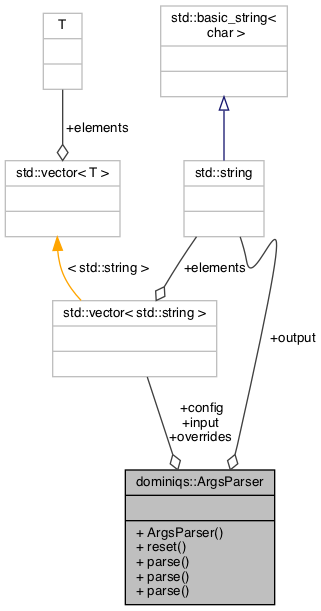 T
std::basic_string<
char >
+elements
std::vector< T >
std::string
< std::string >
+elements
std::vector< std::string >
+output
+config
+input
+overrides
dominiqs::ArgsParser
+ ArgsParser()
+ reset()
+ parse()
+ parse()
+ parse()